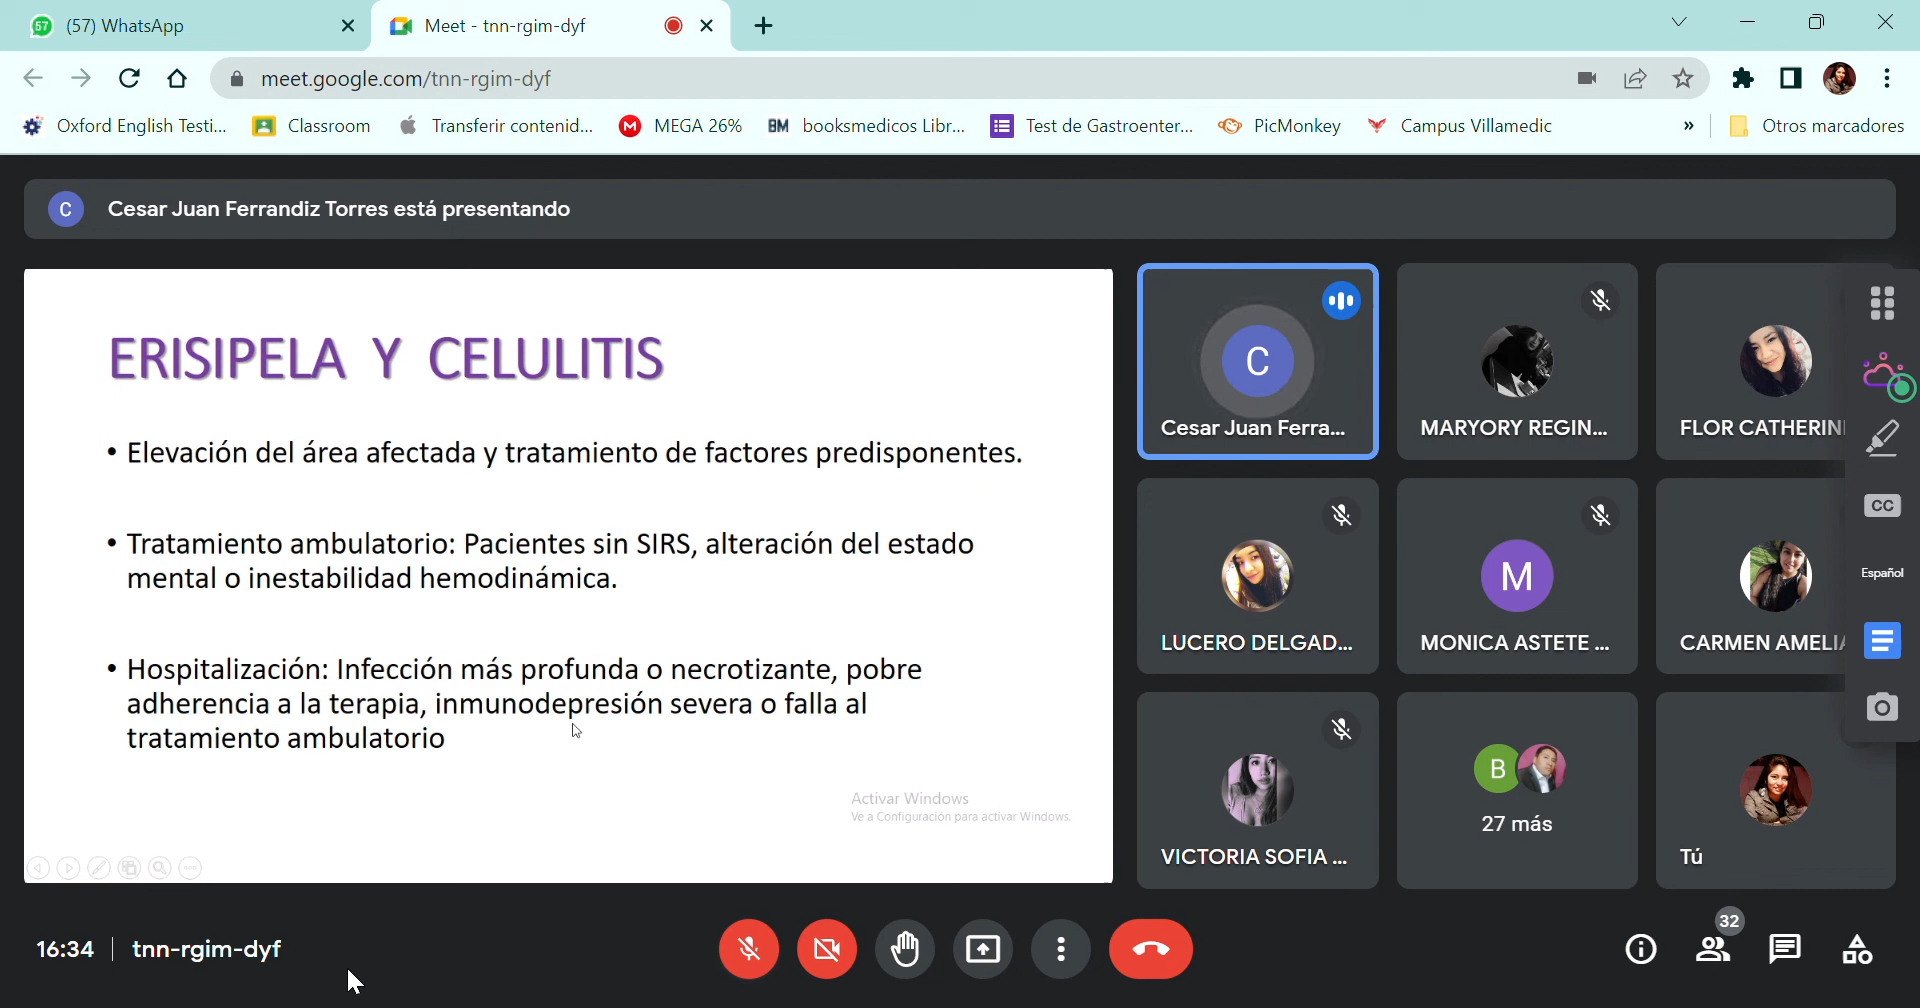 57
(57) WhatsApp
Meet - tnn-rgim-dyf
meet.google.com/tnn-rgim-dyf
Oxford English Testi...
Classroom
Transferir contenid...
M
MEGA 26%
BM
booksmedicos Libr...
Test de Gastroenter...
PicMonkey
Campus Villamedic
»
Otros marcadores
C
Cesar Juan Ferrandiz Torres está presentando
ERISIPELA Y CELULITIS
• Elevación del área afectada y tratamiento de factores predisponentes.
• Tratamiento ambulatorio: Pacientes sin SIRS, alteración del estado
mental o inestabilidad hemodinámica.
• Hospitalización: Infección más profunda o necrotizante, pobre
adherencia a la terapia, inmunodepresión severa o falla al
tratamiento ambulatorio
Activar Windows
Ve a Configuración para activar Windows.
C
Cesar Juan Ferra...
MARYORY REGIN...
FLOR CATHERIN
LUCERO DELGAD...
M
MONICA ASTETE ...
CARMEN AMELIA
VICTORIA SOFIA ...
B
27 más
Tú
CC
Español
16:34
tnn-rgim-dyf
32